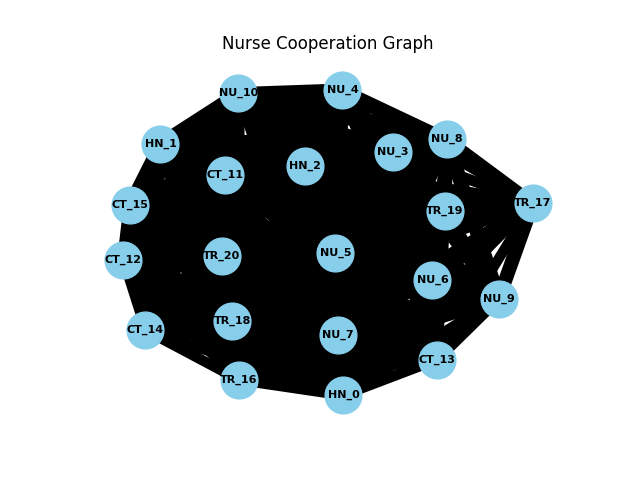 Nurse Cooperation Graph
NU_10
NU_4
NU_8
HN_1
NU_3
HN_2
CT_11
TR_17
CT_15
TR_19
NU_5
TR_20
CT_12
NU_6
NU_9
TR_18
CT_14
NU_7
CT_13
TR_16
HN_0